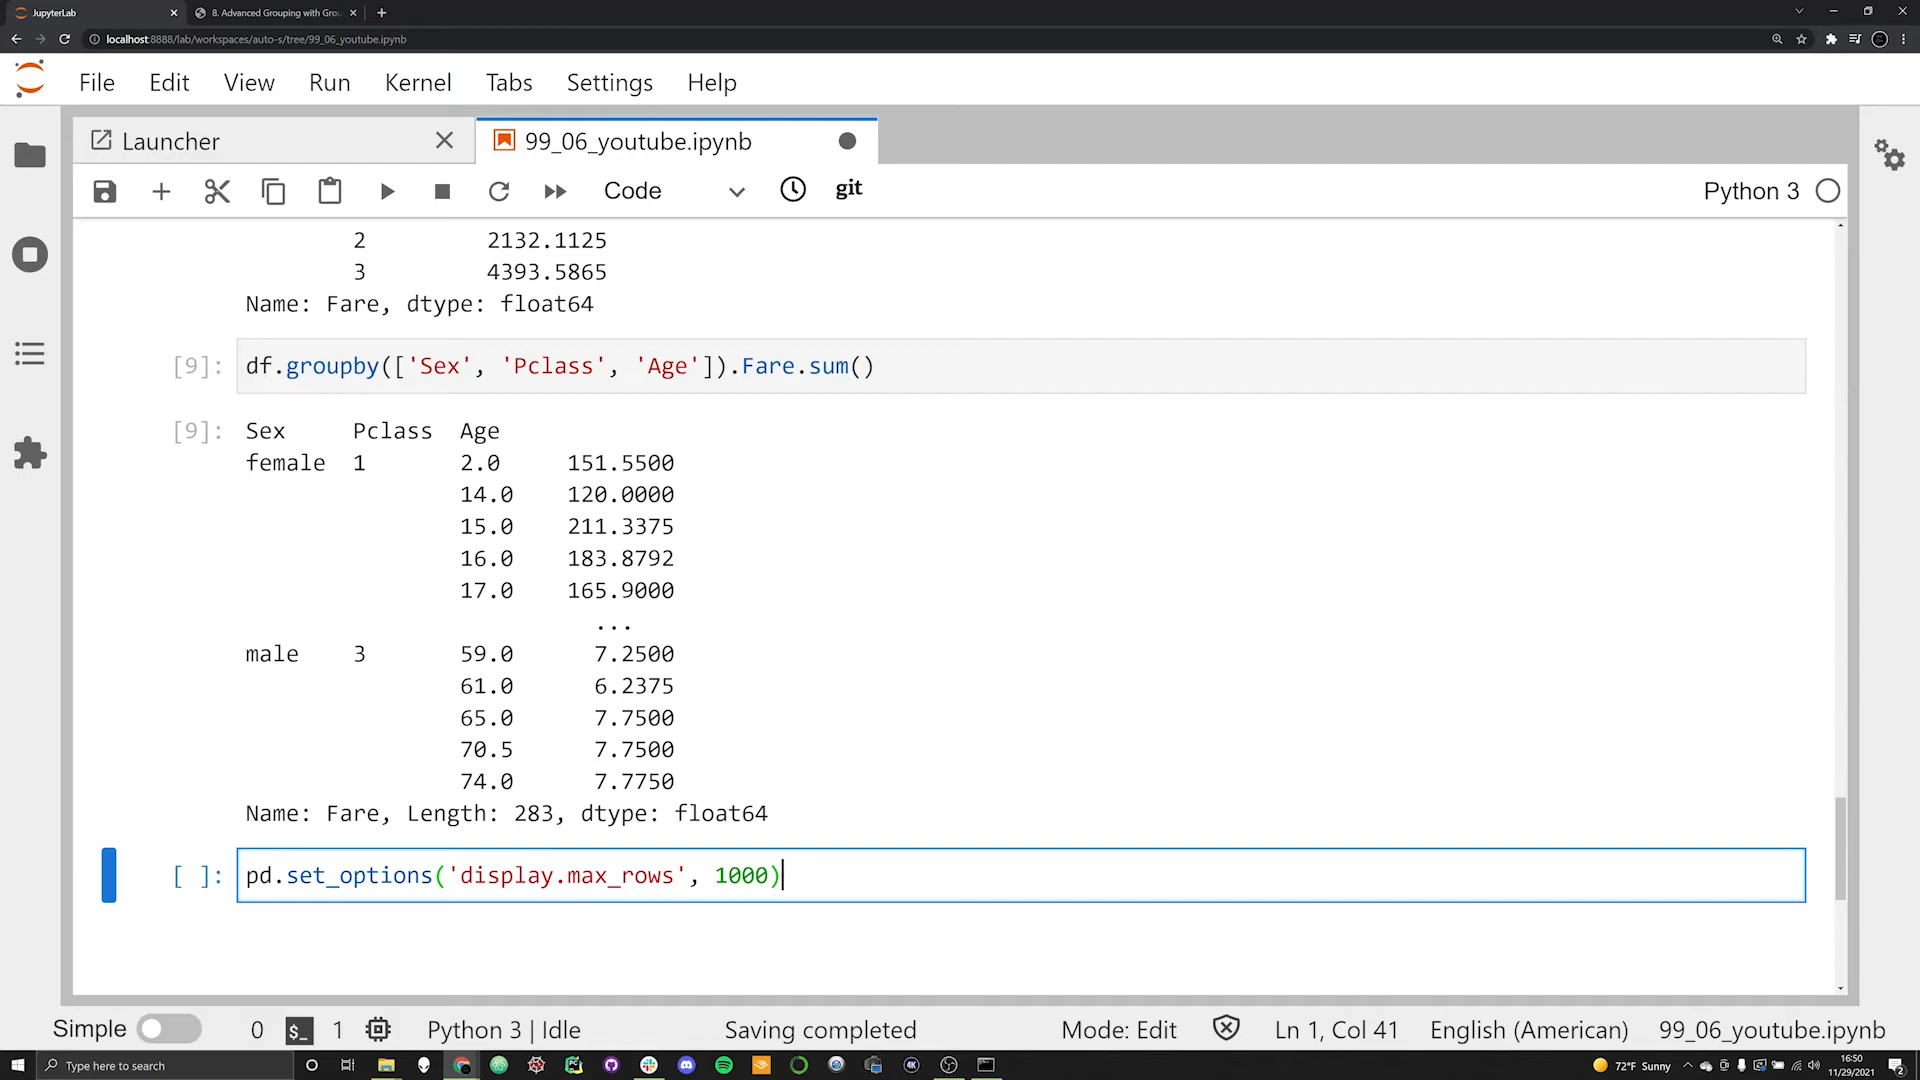 JupyterLab
8. Advanced Grouping with Grou
localhost:8888/lab/workspaces/auto-s/tree/99_06_youtube.ipynb
File Edit View Run Kernel Tabs Settings Help
Launcher
99_06_youtube.ipynb
Code
git
Python 3
2 2132.1125
3 4393.5865
Name: Fare, dtype: float64
[9]: df.groupby(['Sex', 'Pclass', 'Age']).Fare.sum()
[9]: Sex Pclass Age
female 1 2.0 151.5500
14.0 120.0000
15.0 211.3375
16.0 183.8792
17.0 165.9000
...
male 3 59.0 7.2500
61.0 6.2375
65.0 7.7500
70.5 7.7500
74.0 7.7750
Name: Fare, Length: 283, dtype: float64
[ ]: pd.set_options('display.max_rows', 1000)
Simple 0 $_ 1 Python 3 | Idle Saving completed Mode: Edit Ln 1, Col 41 English (American) 99_06_youtube.ipynb
Type here to search
4K
72°F Sunny
16:50
11/29/2021
2